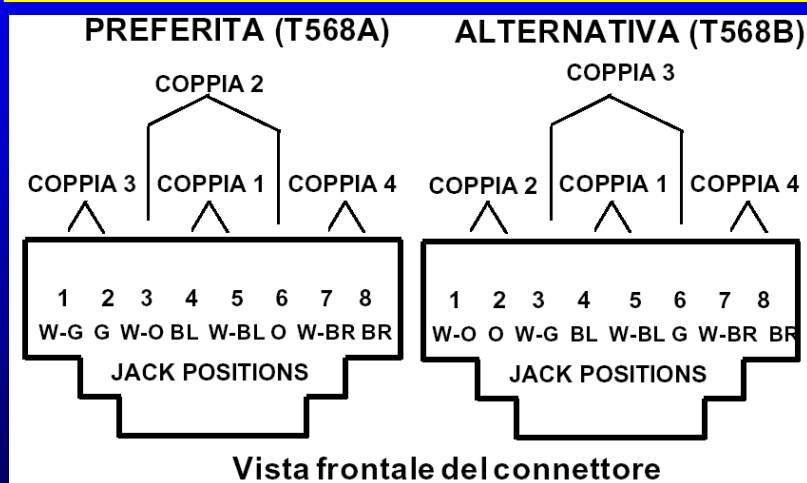 PREFERITA (T568A)
COPPIA 2
COPPIA 3 COPPIA 1 COPPIA 4
1 2 3 4 5 6 7 8
W-G G W-O BL W-BL O W-BR BR
JACK POSITIONS
ALTERNATIVA (T568B)
COPPIA 3
COPPIA 2 COPPIA 1 COPPIA 4
1 2 3 4 5 6 7 8
W-O O W-G BL W-BL G W-BR BR
JACK POSITIONS
Vista frontale del connettore